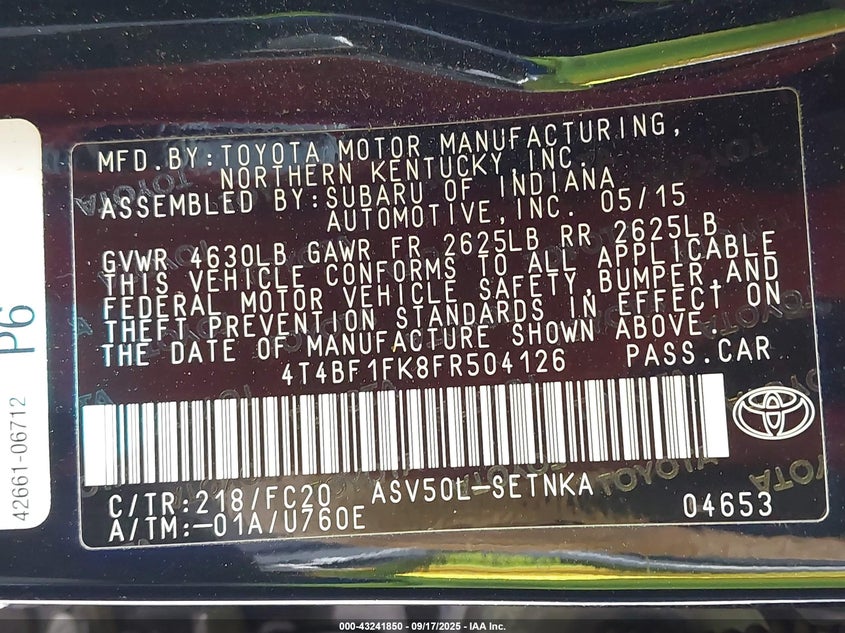 MFD.BY:TOYOTA MOTOR MANUFACTURING,
NORTHERN KENTUCKY,INC.
ASSEMBLED BY:SUBARU OF INDIANA
AUTOMOTIVE,INC. 05/15
GVWR 4630LB GAWR FR 2625LB RR 2625LB
THIS VEHICLE CONFORMS TO ALL APPLICABLE
FEDERAL MOTOR VEHICLE SAFETY,BUMPER,AND
THEFT PREVENTION STANDARDS IN EFFECT ON
THE DATE OF MANUFACTURE SHOWN ABOVE.
4T4BF1FK8FR504126 PASS.CAR
C/TR:218/FC20 ASV50L-SETNKA
A/TM:-01A/U760E 04653
P6
42661-06712
000-43241850 - 09/17/2025 - IAA Inc.